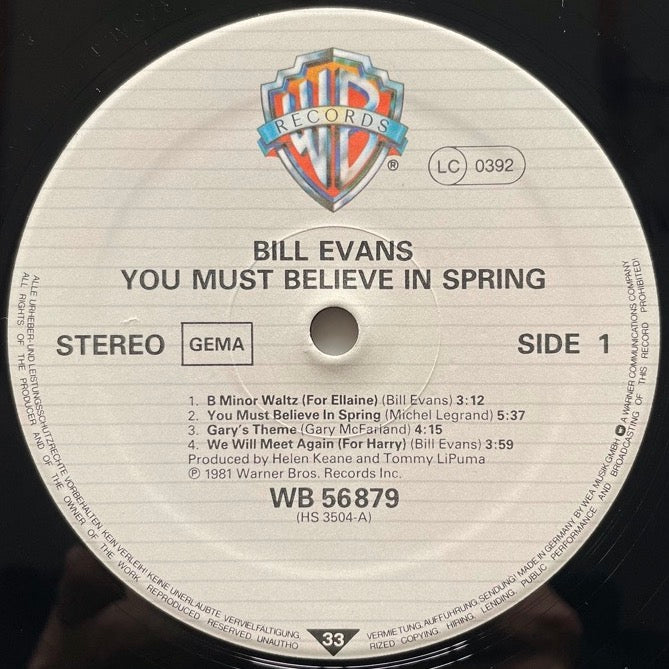 WB
RECORDS
®
LC 0392
BILL EVANS
YOU MUST BELIEVE IN SPRING
STEREO GEMA SIDE 1
1. B Minor Waltz (For Ellaine) (Bill Evans) 3:12
2. You Must Believe In Spring (Michel Legrand) 5:37
3. Gary's Theme (Gary McFarland) 4:15
4. We Will Meet Again (For Harry) (Bill Evans) 3:59
Produced by Helen Keane and Tommy LiPuma
℗ 1981 Warner Bros. Records Inc.
WB 56 879
(HS 3504-A)
33
ALLE URHEBER-UND LEISTUNGSSCHUTZRECHTE VORBEHALTEN. KEIN VERLEIH! KEINE UNERLAUBTE VERVIELFÄLTIGUNG, VERMIETUNG, AUFFÜHRUNG, SENDUNG! MADE IN GERMANY BY WEA MUSIK GMBH A WARNER COMMUNICATIONS COMPANY
ALL RIGHTS OF THE PRODUCER AND OF THE OWNER OF THE WORK REPRODUCED RESERVED. UNAUTHORIZED COPYING, HIRING, LENDING, PUBLIC PERFORMANCE AND BROADCASTING OF THIS RECORD PROHIBITED!